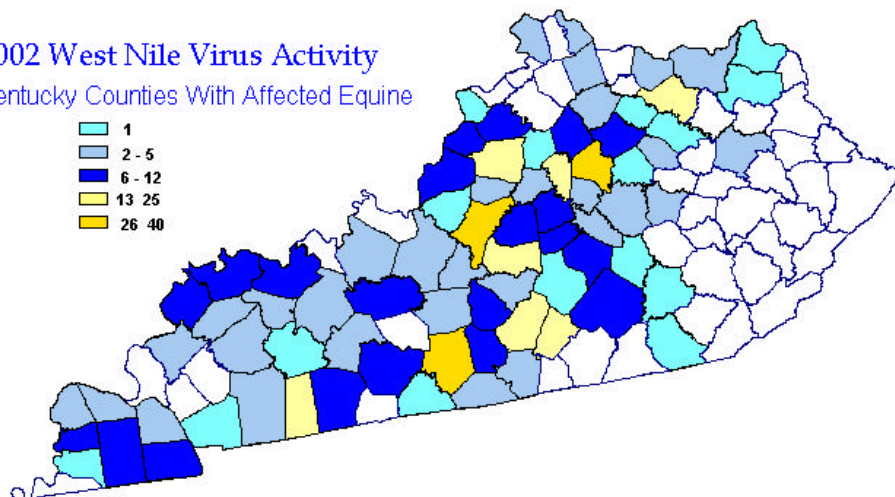 002 West Nile Virus Activity
entucky Counties With Affected Equine
1
2 - 5
6 - 12
13 25
26 40